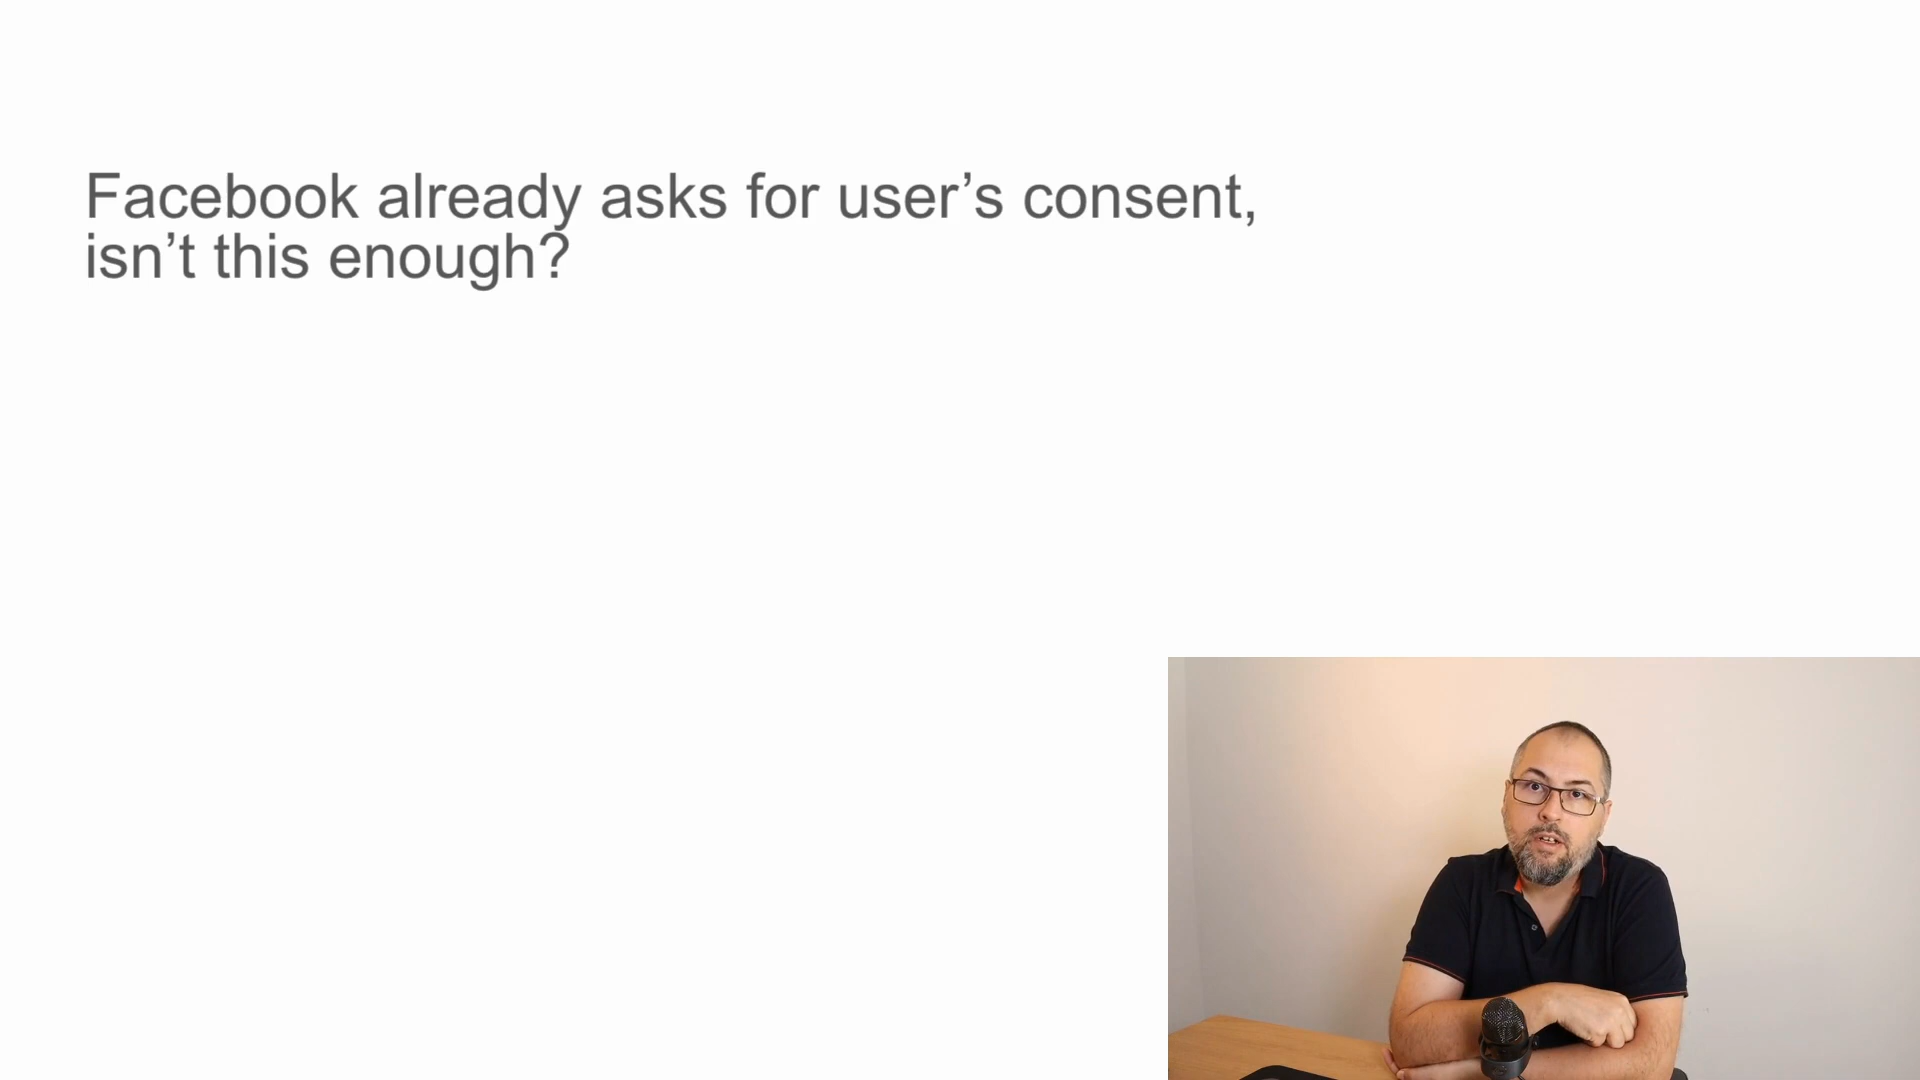 Facebook already asks for user’s consent,
isn’t this enough?